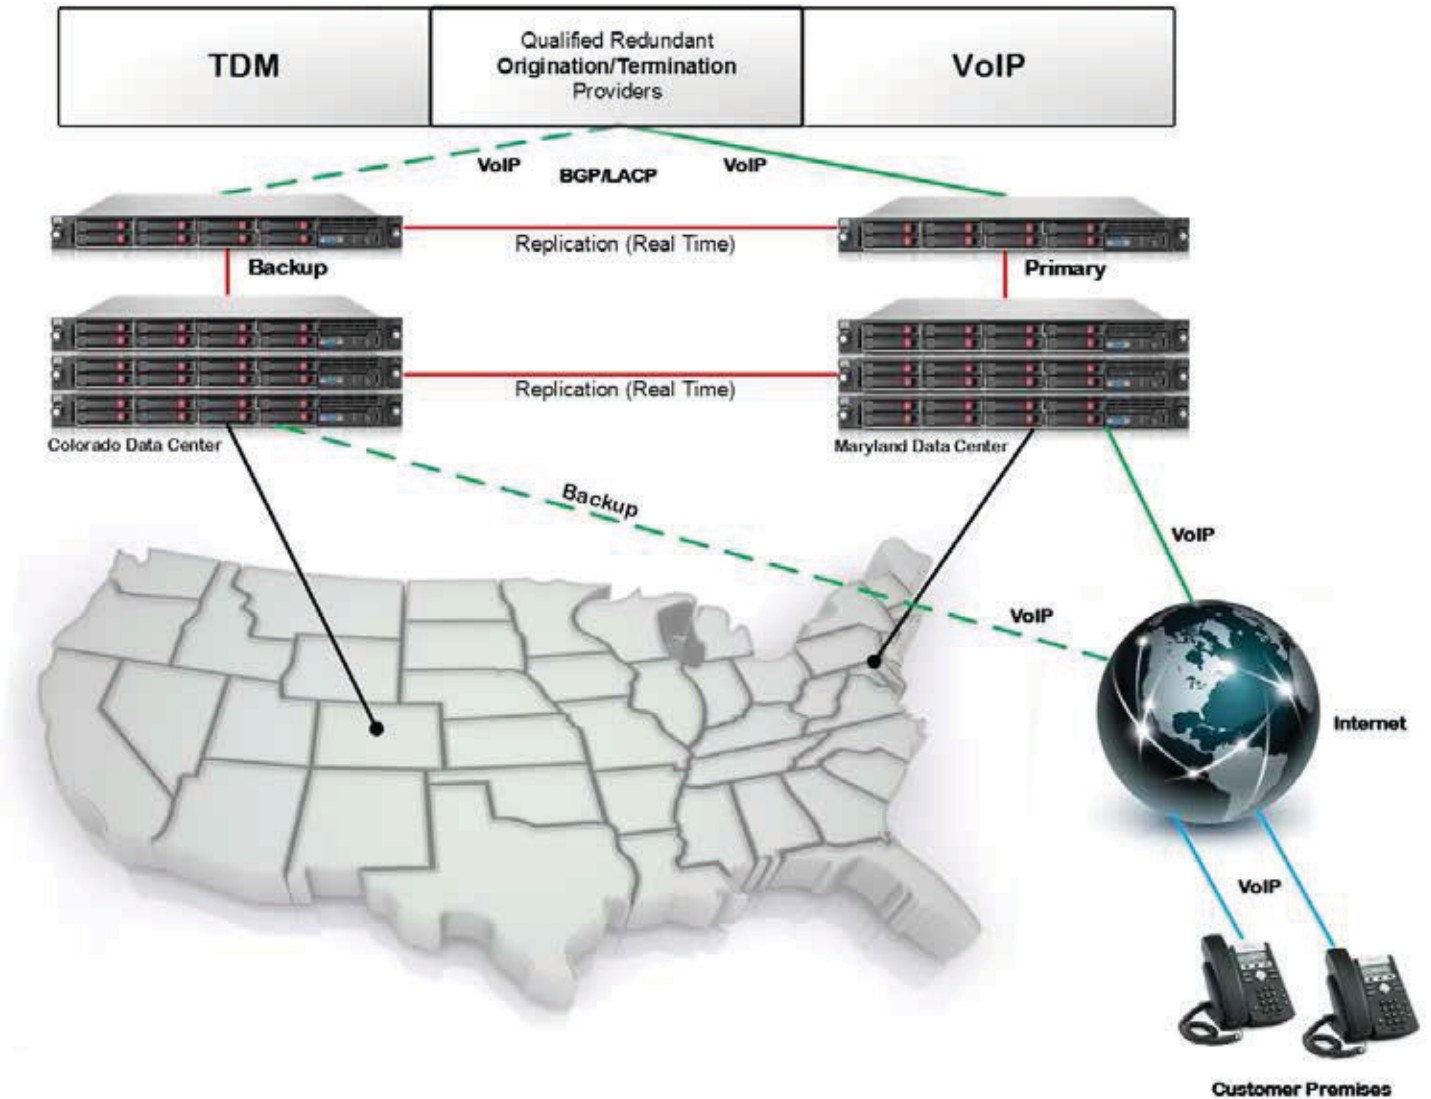 TDM
Qualified Redundant
Origination/Termination
Providers
VoIP
VoIP
BGP/LACP
VoIP
Replication (Real Time)
Backup
Primary
Replication (Real Time)
Colorado Data Center
Maryland Data Center
Backup
VoIP
VoIP
Internet
VoIP
Customer Premises